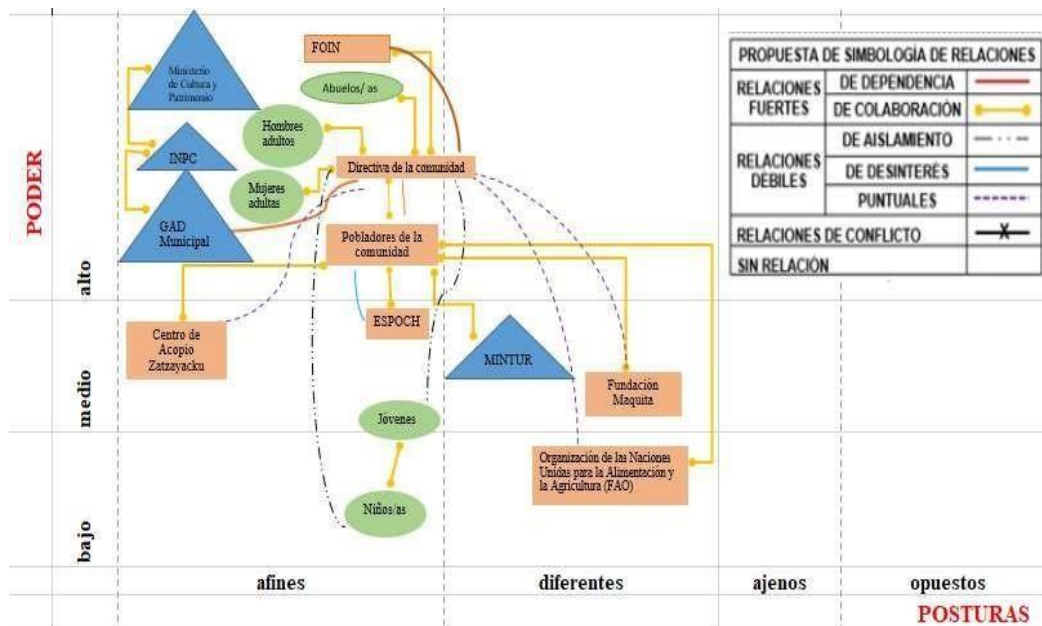 PODER
alto
medio
bajo
Ministerio
de Cultura y
Patrimonio
INPC
GAD
Municipal
FOIN
Abuelos/ as
Hombres
adultos
Mujeres
adultas
Directiva de la comunidad
Pobladores de la
comunidad
Centro de
Acopio
Zatzayacku
ESPOCH
MINTUR
Fundación
Maquita
Jóvenes
Organización de las Naciones
Unidas para la Alimentación y
la Agricultura (FAO)
Niños/as
afines
diferentes
ajenos
opuestos
POSTURAS
PROPUESTA DE SIMBOLOGÍA DE RELACIONES
RELACIONES
FUERTES
DE DEPENDENCIA
DE COLABORACIÓN
RELACIONES
DÉBILES
DE AISLAMIENTO
DE DESINTERÉS
PUNTUALES
RELACIONES DE CONFLICTO
X
SIN RELACIÓN